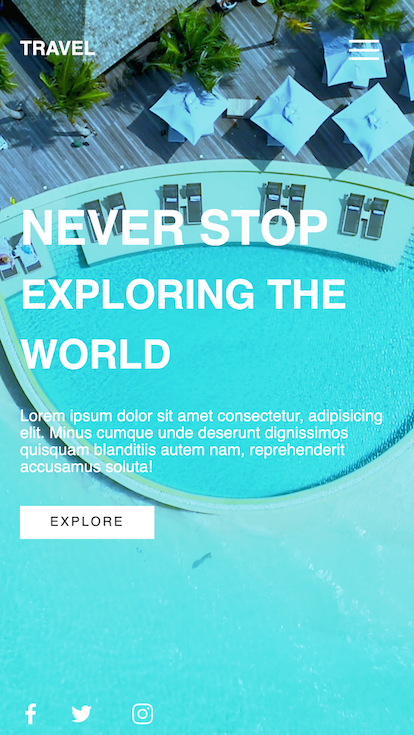 TRAVEL
NEVER STOP
EXPLORING THE
WORLD
Lorem ipsum dolor sit amet consectetur, adipisicing
elit. Minus cumque unde deserunt dignissimos
quisquam blanditiis autem nam, reprehenderit
accusamus soluta!
EXPLORE